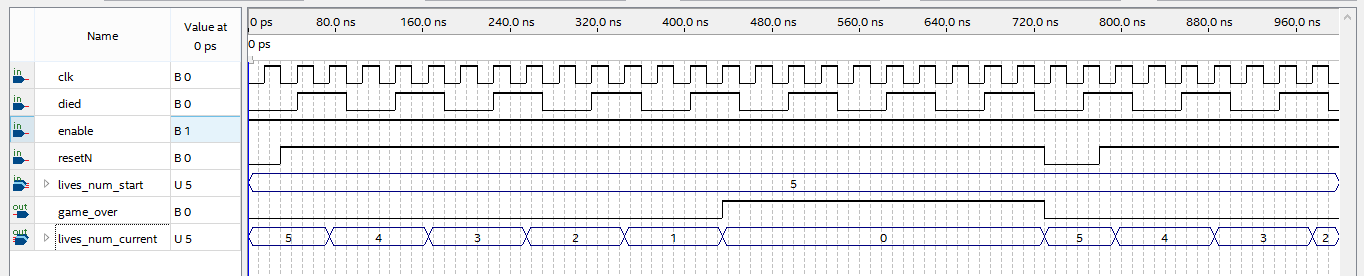 Name Value at 0 ps 0 ps 80.0 ns 160.0 ns 240.0 ns 320.0 ns 400.0 ns 480.0 ns 560.0 ns 640.0 ns 720.0 ns 800.0 ns 880.0 ns 960.0 ns
0 ps
in clk B 0
in died B 0
in enable B 1
in resetN B 0
in lives_num_start U 5 5
out game_over B 0
out lives_num_current U 5 5 4 3 2 1 0 5 4 3 2